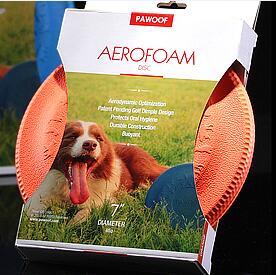 PAWOOF
AEROFOAM
DISC
Aerodynamic Optimization
Patent Pending Golf Dimple Design
Protects Oral Hygiene
Durable Construction
Buoyant
7"
DIAMETER